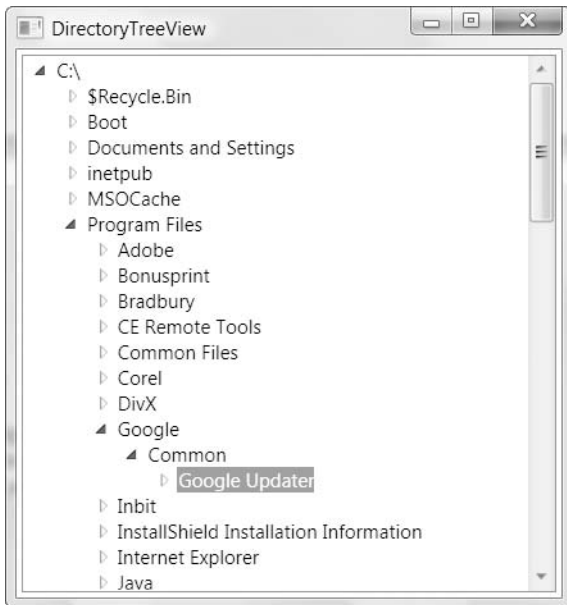 DirectoryTreeView
C:\
$Recycle.Bin
Boot
Documents and Settings
inetpub
MSOCache
Program Files
Adobe
Bonusprint
Bradbury
CE Remote Tools
Common Files
Corel
DivX
Google
Common
Google Updater
Inbit
InstallShield Installation Information
Internet Explorer
Java